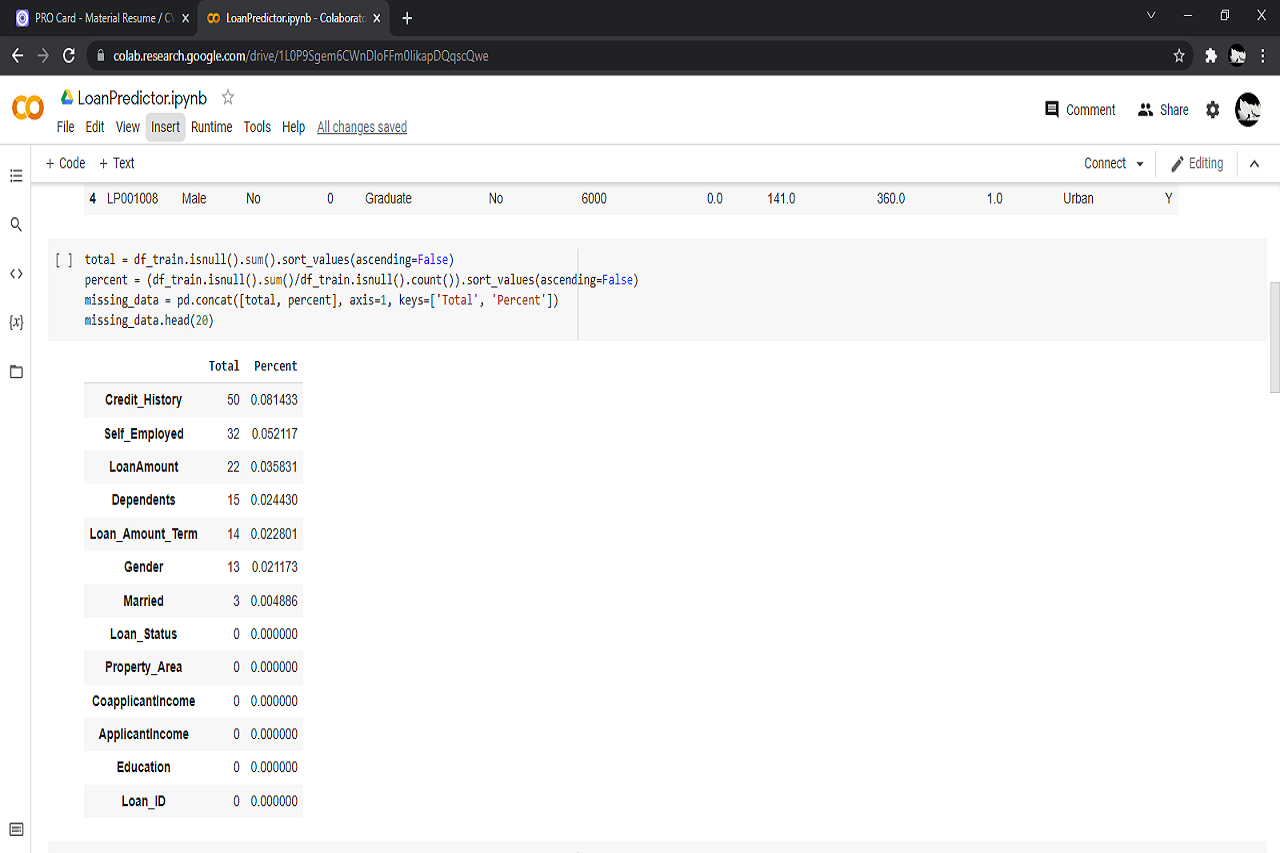 PRO Card - Material Resume / CV
LoanPredictor.ipynb - Colaborato
colab.research.google.com/drive/1L0P9Sgem6CWnDIoFFm0IikapDQqscQwe
LoanPredictor.ipynb
Comment
Share
File Edit View Insert Runtime Tools Help All changes saved
+ Code + Text
Connect
Editing
4 LP001008 Male No 0 Graduate No 6000 0.0 141.0 360.0 1.0 Urban Y
[ ] total = df_train.isnull().sum().sort_values(ascending=False)
percent = (df_train.isnull().sum()/df_train.isnull().count()).sort_values(ascending=False)
missing_data = pd.concat([total, percent], axis=1, keys=['Total', 'Percent'])
missing_data.head(20)
Total Percent
Credit_History 50 0.081433
Self_Employed 32 0.052117
LoanAmount 22 0.035831
Dependents 15 0.024430
Loan_Amount_Term 14 0.022801
Gender 13 0.021173
Married 3 0.004886
Loan_Status 0 0.000000
Property_Area 0 0.000000
CoapplicantIncome 0 0.000000
ApplicantIncome 0 0.000000
Education 0 0.000000
Loan_ID 0 0.000000